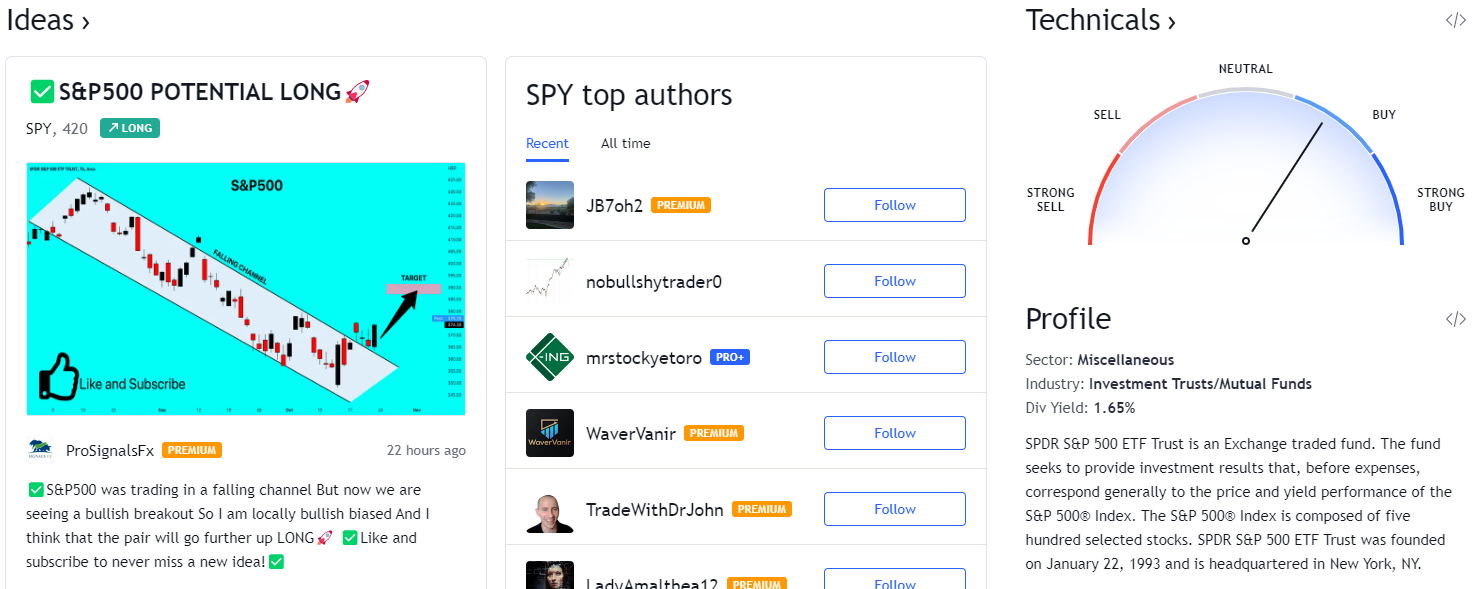 Ideas ›
✅S&P500 POTENTIAL LONG🚀
SPY, 420 ↗ LONG
S&P500
FALLING CHANNEL
TARGET
Like and Subscribe
Sep
Oct
Nov
ProSignalsFx PREMIUM 22 hours ago
✅S&P500 was trading in a falling channel But now we are
seeing a bullish breakout So I am locally bullish biased And I
think that the pair will go further up LONG🚀 ✅Like and
subscribe to never miss a new idea!✅
SPY top authors
Recent All time
JB7oh2 PREMIUM Follow
nobullshytrader0 Follow
X-ING
mrstockyetoro PRO+ Follow
WAVERVANIR
WaverVanir PREMIUM Follow
TradeWithDrJohn PREMIUM Follow
LadyAmalthea12 PREMIUM Follow
Technicals › </>
NEUTRAL
SELL
BUY
STRONG
SELL
STRONG
BUY
Profile </>
Sector: Miscellaneous
Industry: Investment Trusts/Mutual Funds
Div Yield: 1.65%
SPDR S&P 500 ETF Trust is an Exchange traded fund. The fund
seeks to provide investment results that, before expenses,
correspond generally to the price and yield performance of the
S&P 500® Index. The S&P 500® Index is composed of five
hundred selected stocks. SPDR S&P 500 ETF Trust was founded
on January 22, 1993 and is headquartered in New York, NY.